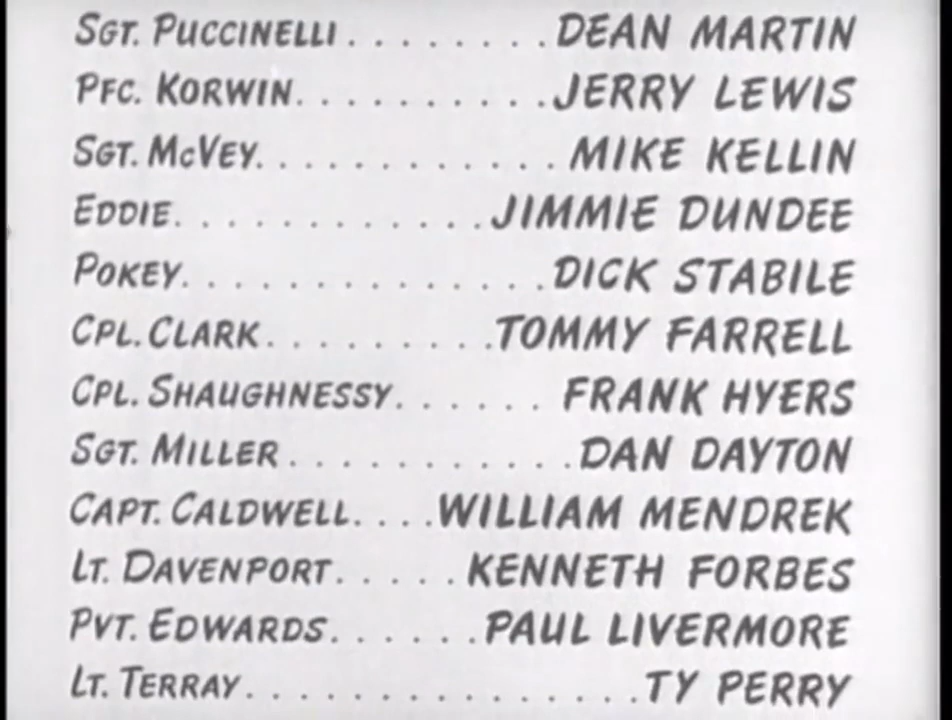 SGT. PUCCINELLI . . . . . . . . DEAN MARTIN
PFC. KORWIN. . . . . . . . . . JERRY LEWIS
SGT. McVEY. . . . . . . . . . . . . MIKE KELLIN
EDDIE. . . . . . . . . . . . . JIMMIE DUNDEE
POKEY. . . . . . . . . . . . . . . DICK STABILE
CPL. CLARK. . . . . . . . . . TOMMY FARRELL
CPL. SHAUGHNESSY. . . . . . FRANK HYERS
SGT. MILLER . . . . . . . . . . . . DAN DAYTON
CAPT. CALDWELL. . . . WILLIAM MENDREK
LT. DAVENPORT. . . . . KENNETH FORBES
PVT. EDWARDS. . . . . . PAUL LIVERMORE
LT. TERRAY. . . . . . . . . . . . . . . . TY PERRY